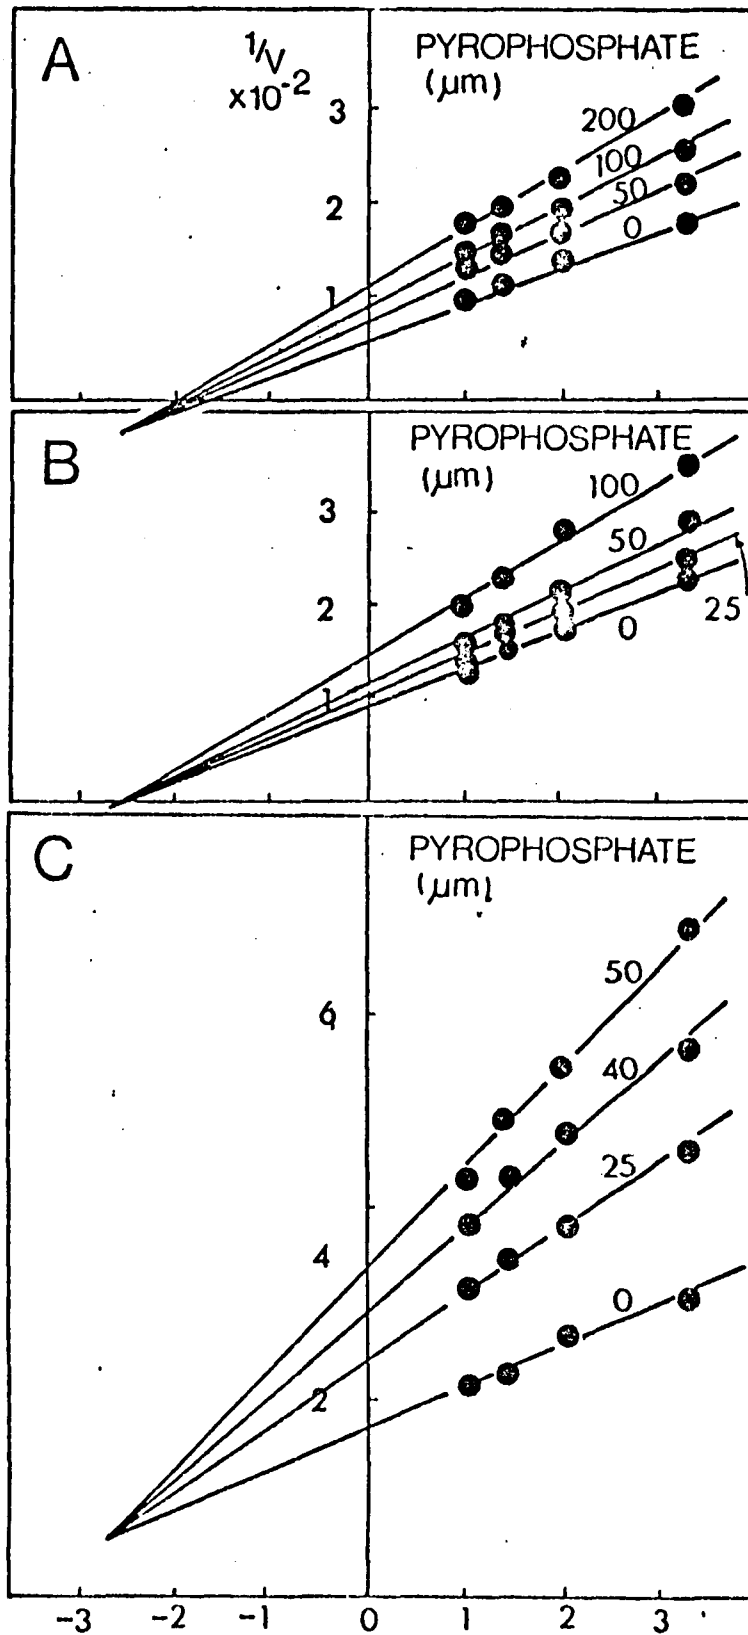 A
1/V
x10-2
PYROPHOSPHATE
(μm)
3
200
100
2
50
0
1
B
PYROPHOSPHATE
(μm)
100
3
50
2
25
0
1
C
PYROPHOSPHATE
(μm)
50
6
40
25
4
0
2
-3 -2 -1 0 1 2 3